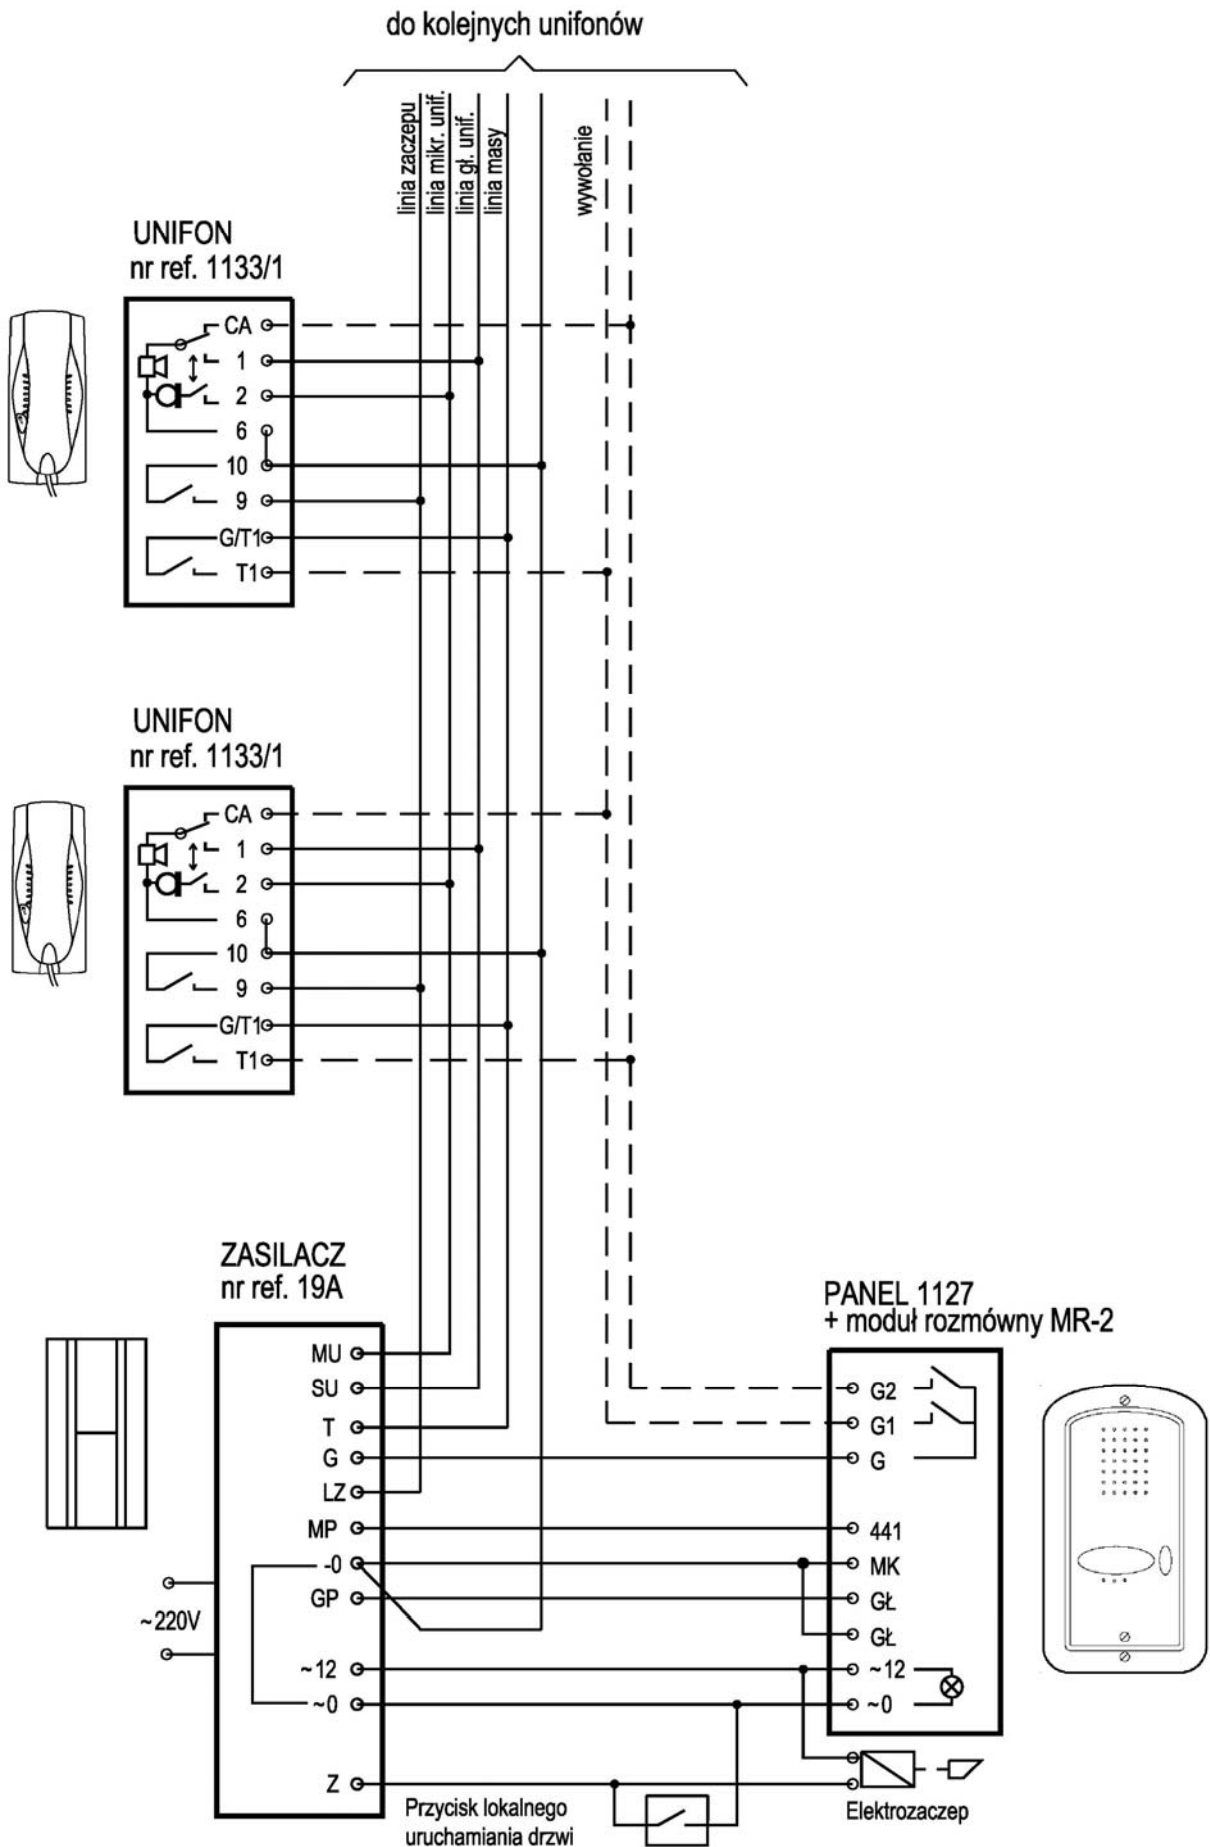 do kolejnych unifonów
linia zaczepu
linia mikr. unif.
linia gł. unif.
linia masy
wywołanie
UNIFON
nr ref. 1133/1
CA
1
2
6
10
9
G/T1
T1
UNIFON
nr ref. 1133/1
CA
1
2
6
10
9
G/T1
T1
ZASILACZ
nr ref. 19A
MU
SU
T
G
LZ
MP
-0
GP
~12
~0
Z
~220V
PANEL 1127
+ moduł rozmówny MR-2
G2
G1
G
441
MK
GŁ
GŁ
~12
~0
Elektrozaczep
Przycisk lokalnego
uruchamiania drzwi